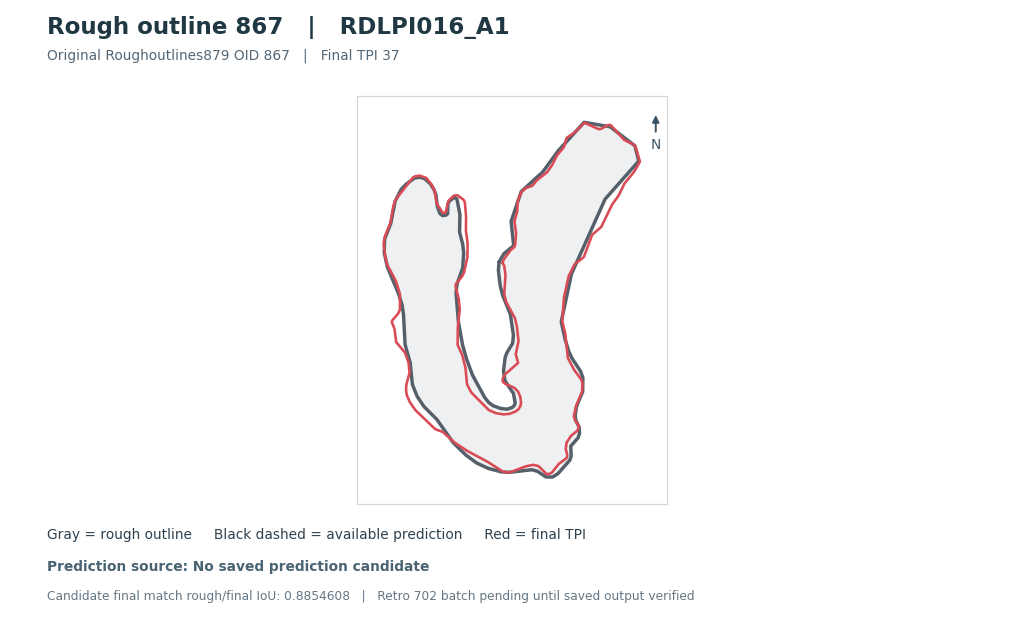 Rough outline 867   |   RDLPI016_A1
Original Roughoutlines879 OID 867   |   Final TPI 37
N
Gray = rough outline     Black dashed = available prediction     Red = final TPI
Prediction source: No saved prediction candidate
Candidate final match rough/final IoU: 0.8854608   |   Retro 702 batch pending until saved output verified